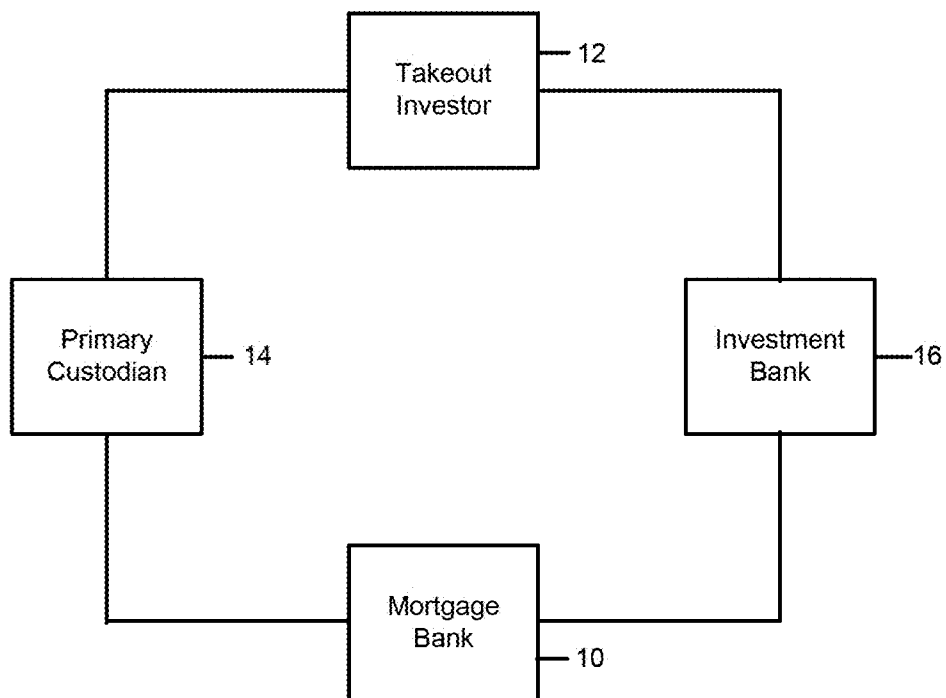 12
Takeout
Investor
Primary
Custodian
14
Investment
Bank
16
Mortgage
Bank
10